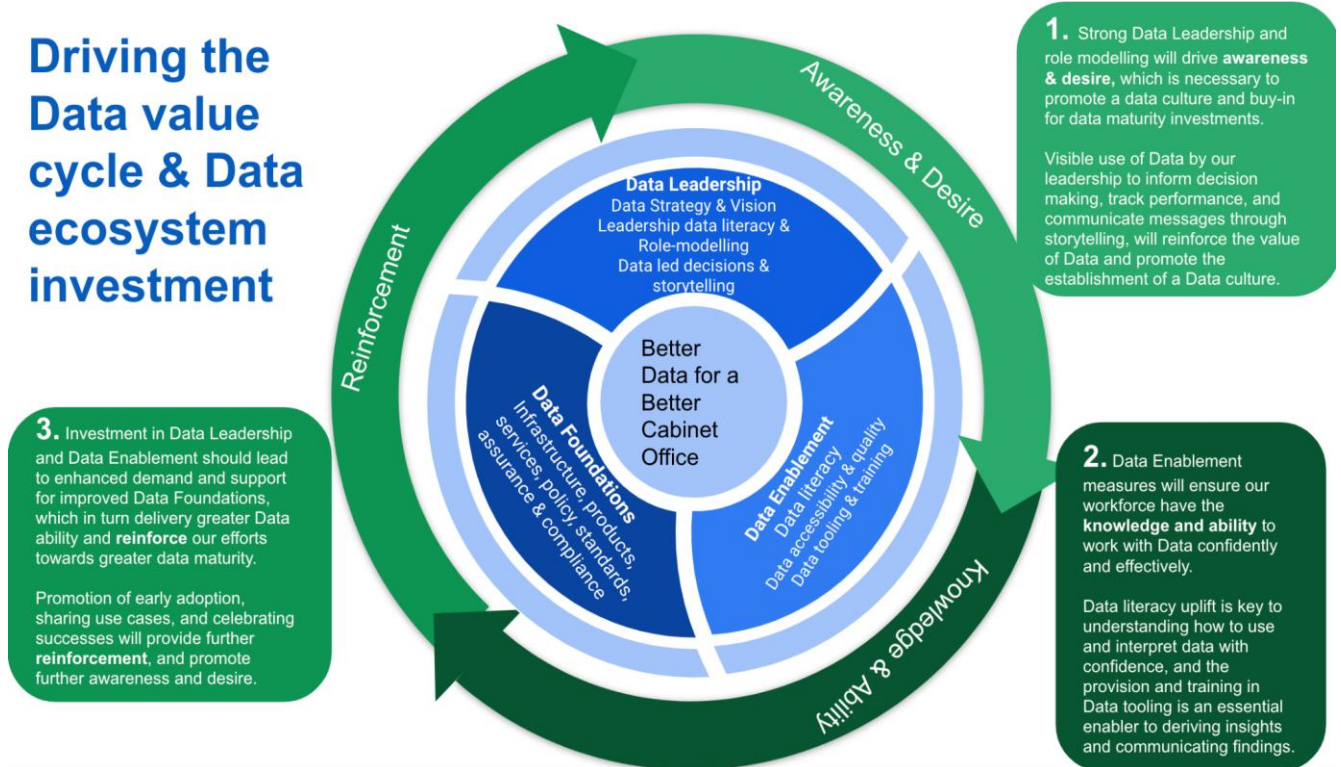 Driving the
Data value
cycle & Data
ecosystem
investment
Awareness & Desire
Knowledge & Ability
Reinforcement
Data Leadership
Data Strategy & Vision
Leadership data literacy &
Role-modelling
Data led decisions &
storytelling
Data Enablement
Data literacy
Data accessibility & quality
Data tooling & training
Data Foundations
Infrastructure, products,
services, policy, standards,
assurance & compliance
Better
Data for a
Better
Cabinet
Office
1. Strong Data Leadership and
role modelling will drive awareness
& desire, which is necessary to
promote a data culture and buy-in
for data maturity investments.
Visible use of Data by our
leadership to inform decision
making, track performance, and
communicate messages through
storytelling, will reinforce the value
of Data and promote the
establishment of a Data culture.
2. Data Enablement
measures will ensure our
workforce have the
knowledge and ability to
work with Data confidently
and effectively.
Data literacy uplift is key to
understanding how to use
and interpret data with
confidence, and the
provision and training in
Data tooling is an essential
enabler to deriving insights
and communicating findings.
3. Investment in Data Leadership
and Data Enablement should lead
to enhanced demand and support
for improved Data Foundations,
which in turn delivery greater Data
ability and reinforce our efforts
towards greater data maturity.
Promotion of early adoption,
sharing use cases, and celebrating
successes will provide further
reinforcement, and promote
further awareness and desire.